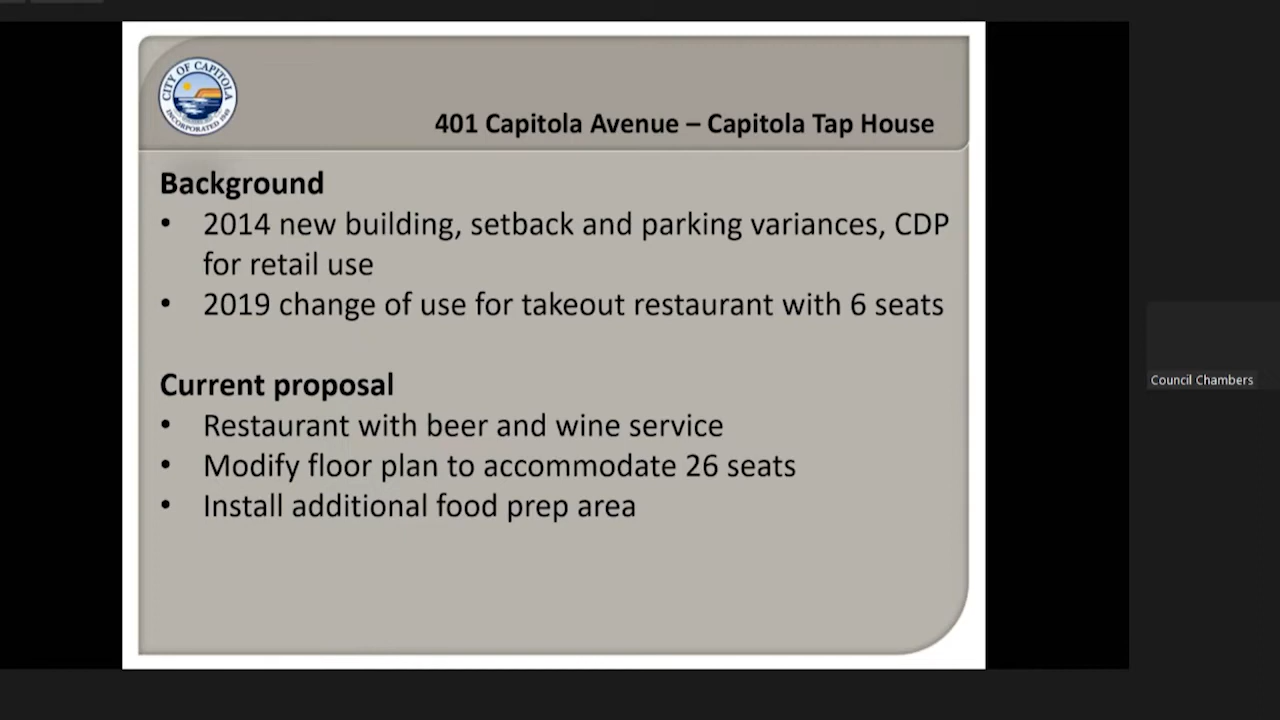 CITY OF CAPITOLA
INCORPORATED 1949
401 Capitola Avenue – Capitola Tap House
Background
• 2014 new building, setback and parking variances, CDP
for retail use
• 2019 change of use for takeout restaurant with 6 seats
Current proposal
• Restaurant with beer and wine service
• Modify floor plan to accommodate 26 seats
• Install additional food prep area
Council Chambers